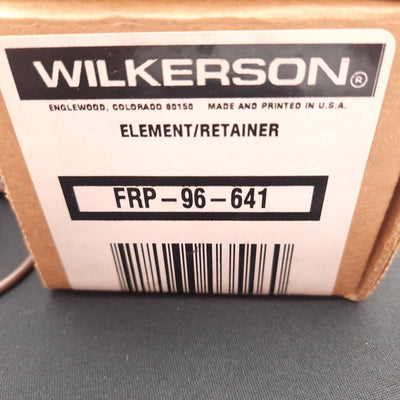 WILKERSON®
ENGLEWOOD, COLORADO 80150 MADE AND PRINTED IN U.S.A.
ELEMENT/RETAINER
FRP-96-641